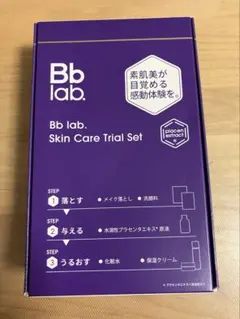 Bb
lab.
素肌美が
目覚める
感動体験を。
placen
extract
Bb lab.
Skin Care Trial Set
STEP
1 落とす
● メイク落とし ● 洗顔料
STEP
2 与える
● 水溶性プラセンタエキス* 原液
STEP
3 うるおす
● 化粧水 ● 保湿クリーム